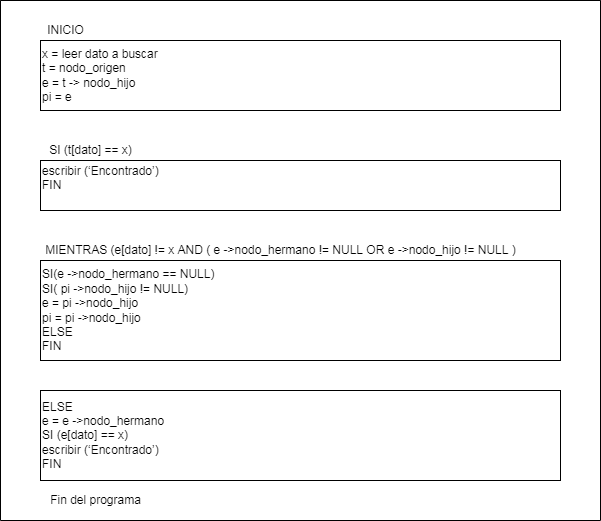 INICIO
x = leer dato a buscar
t = nodo_origen
e = t -> nodo_hijo
pi = e
SI (t[dato] == x)
escribir (‘Encontrado’)
FIN
MIENTRAS (e[dato] != x AND ( e ->nodo_hermano != NULL OR e ->nodo_hijo != NULL )
SI(e ->nodo_hermano == NULL)
SI( pi ->nodo_hijo != NULL)
e = pi ->nodo_hijo
pi = pi ->nodo_hijo
ELSE
FIN
ELSE
e = e ->nodo_hermano
SI (e[dato] == x)
escribir (‘Encontrado’)
FIN
Fin del programa